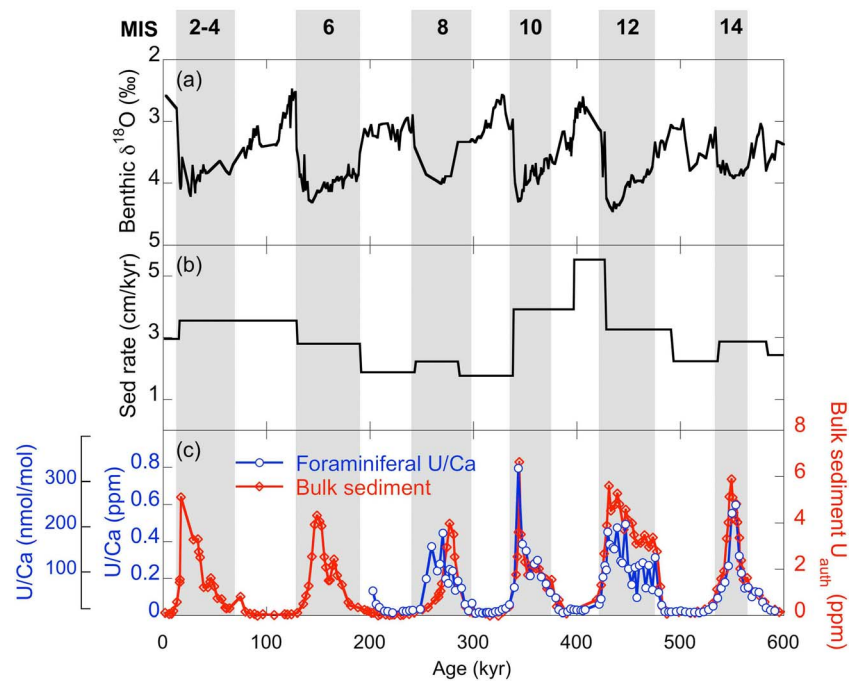 MIS 2-4 6 8 10 12 14
(a)
Benthic δ18O (‰)
2
3
4
5
(b)
Sed rate (cm/kyr)
5
3
1
(c)
Foraminiferal U/Ca
Bulk sediment
U/Ca (nmol/mol)
300
200
100
U/Ca (ppm)
0.8
0.6
0.4
0.2
0
Bulk sediment Uauth (ppm)
8
6
4
2
0
0 100 200 300 400 500 600
Age (kyr)